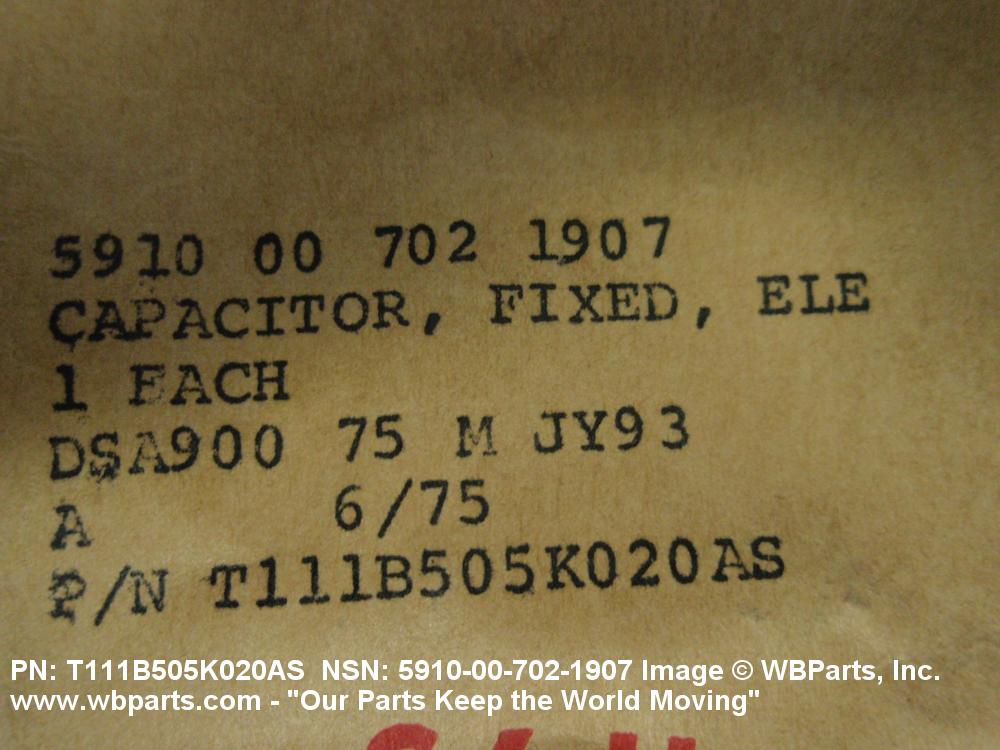 5910 00 702 1907
CAPACITOR, FIXED, ELE
1 EACH
DSA900 75 M JY93
A 6/75
P/N T111B505K020AS
PN: T111B505K020AS NSN: 5910-00-702-1907 Image © WBParts, Inc.
www.wbparts.com - "Our Parts Keep the World Moving"